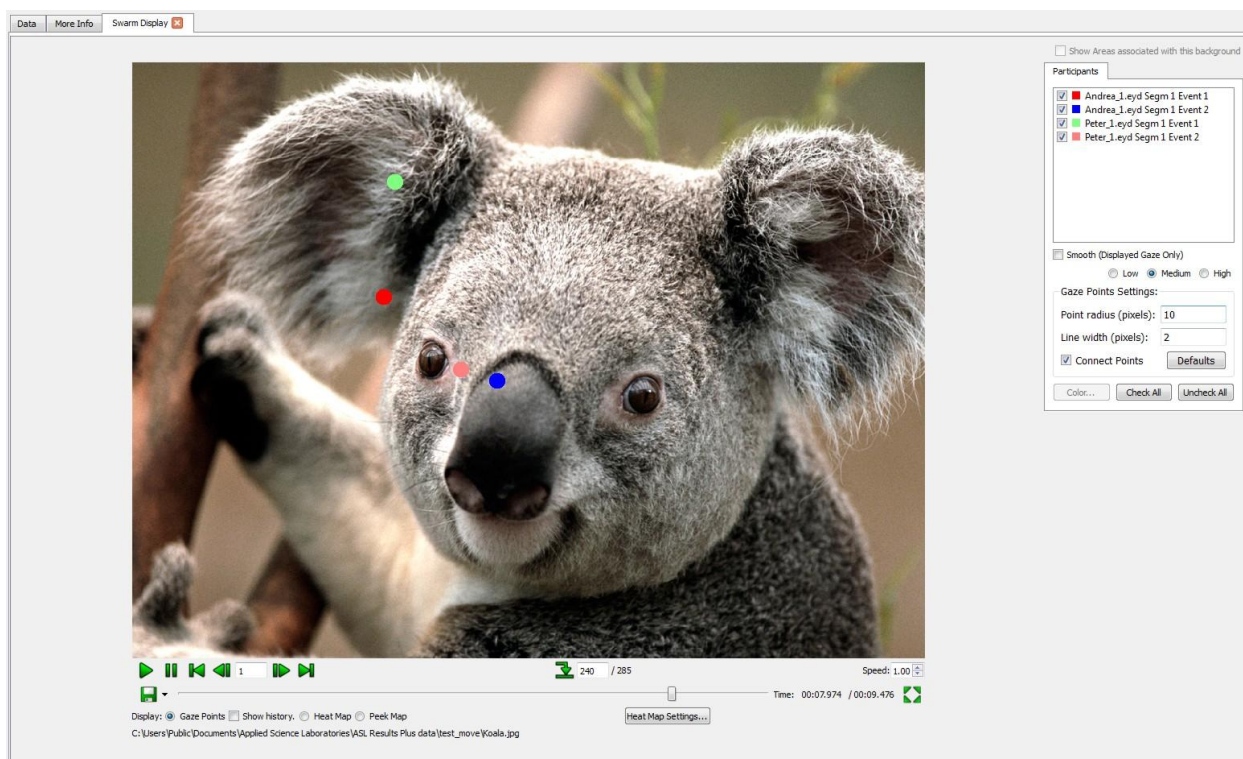 Data More Info Swarm Display
Show Areas associated with this background
Participants
Andrea_1.eyd Segm 1 Event 1
Andrea_1.eyd Segm 1 Event 2
Peter_1.eyd Segm 1 Event 1
Peter_1.eyd Segm 1 Event 2
Smooth (Displayed Gaze Only)
Low Medium High
Gaze Points Settings:
Point radius (pixels): 10
Line width (pixels): 2
Connect Points Defaults
Color... Check All Uncheck All
1 240 / 285 Speed: 1.00
Time: 00:07.974 / 00:09.476
Display: Gaze Points Show history. Heat Map Peek Map Heat Map Settings...
C:\Users\Public\Documents\Applied Science Laboratories\ASL Results Plus data\test_move\Koala.jpg